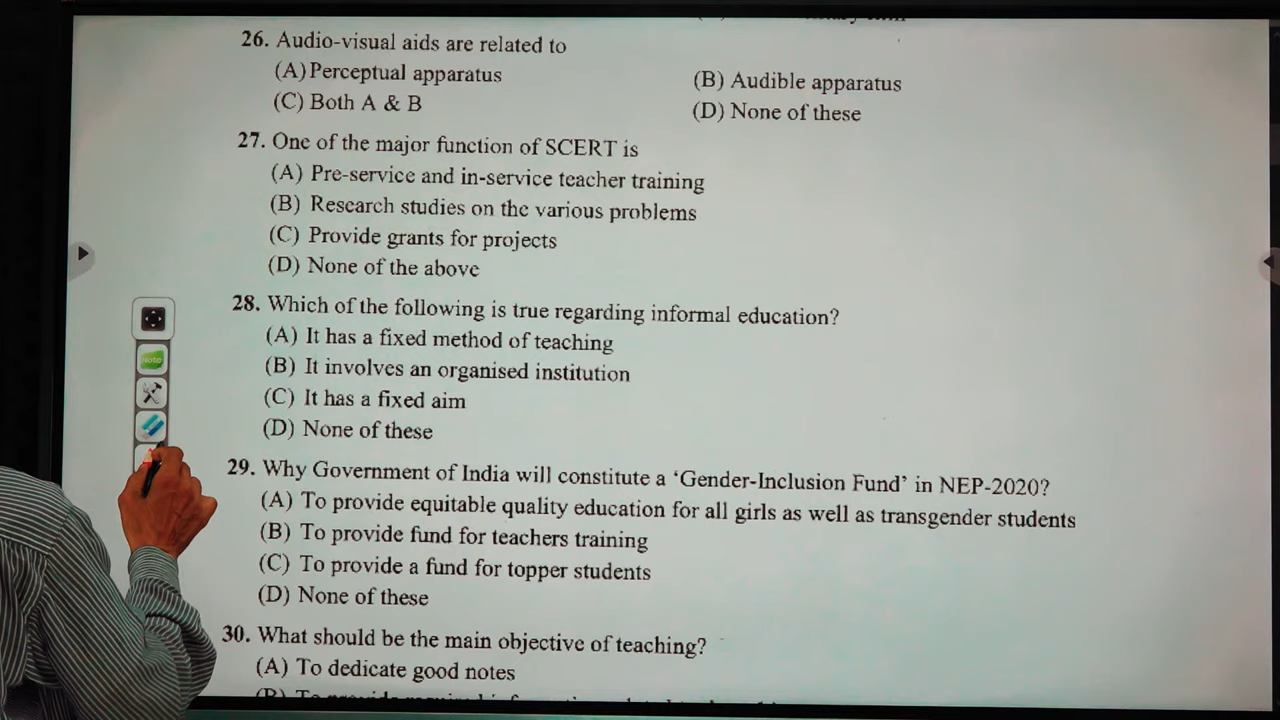 26. Audio-visual aids are related to
(A) Perceptual apparatus
(B) Audible apparatus
(C) Both A & B
(D) None of these
27. One of the major function of SCERT is
(A) Pre-service and in-service teacher training
(B) Research studies on the various problems
(C) Provide grants for projects
(D) None of the above
28. Which of the following is true regarding informal education?
(A) It has a fixed method of teaching
(B) It involves an organised institution
(C) It has a fixed aim
(D) None of these
Note
29. Why Government of India will constitute a ‘Gender-Inclusion Fund’ in NEP-2020?
(A) To provide equitable quality education for all girls as well as transgender students
(B) To provide fund for teachers training
(C) To provide a fund for topper students
(D) None of these
30. What should be the main objective of teaching?
(A) To dedicate good notes
(B) To provide